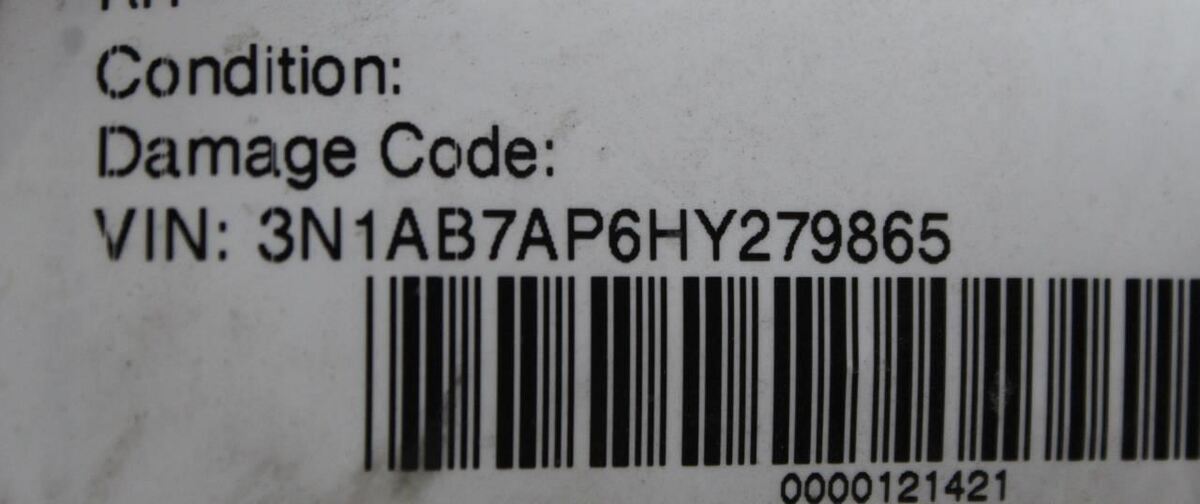 Condition:
Damage Code:
VIN: 3N1AB7AP6HY279865
0000121421